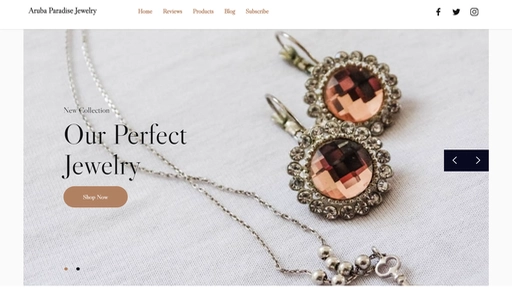 Aruba Paradise Jewelry
Home Reviews Products Blog Subscribe
New Collection
Our Perfect
Jewelry
Shop Now